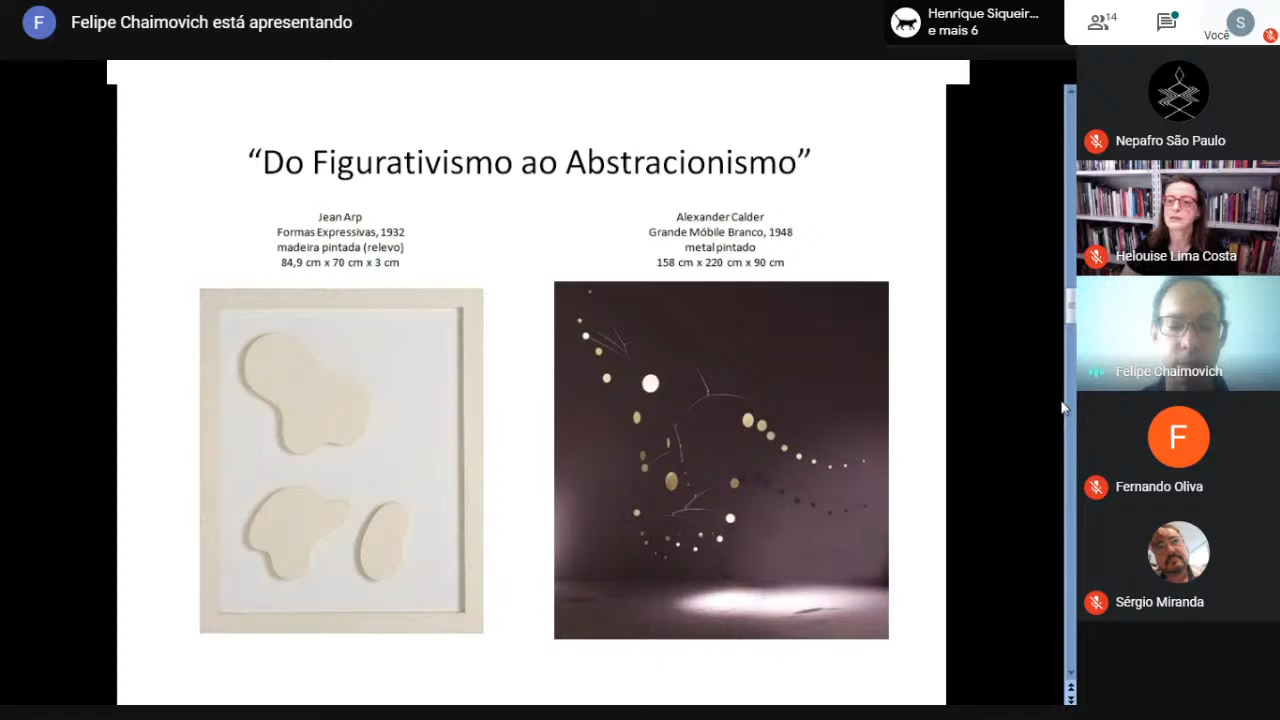 F
Felipe Chaimovich está apresentando
Henrique Siqueir...
e mais 6
14
S
Você
“Do Figurativismo ao Abstracionismo”
Jean Arp
Formas Expressivas, 1932
madeira pintada (relevo)
84,9 cm x 70 cm x 3 cm
Alexander Calder
Grande Móbile Branco, 1948
metal pintado
158 cm x 220 cm x 90 cm
Nepafro São Paulo
Helouise Lima Costa
Felipe Chaimovich
F
Fernando Oliva
Sérgio Miranda